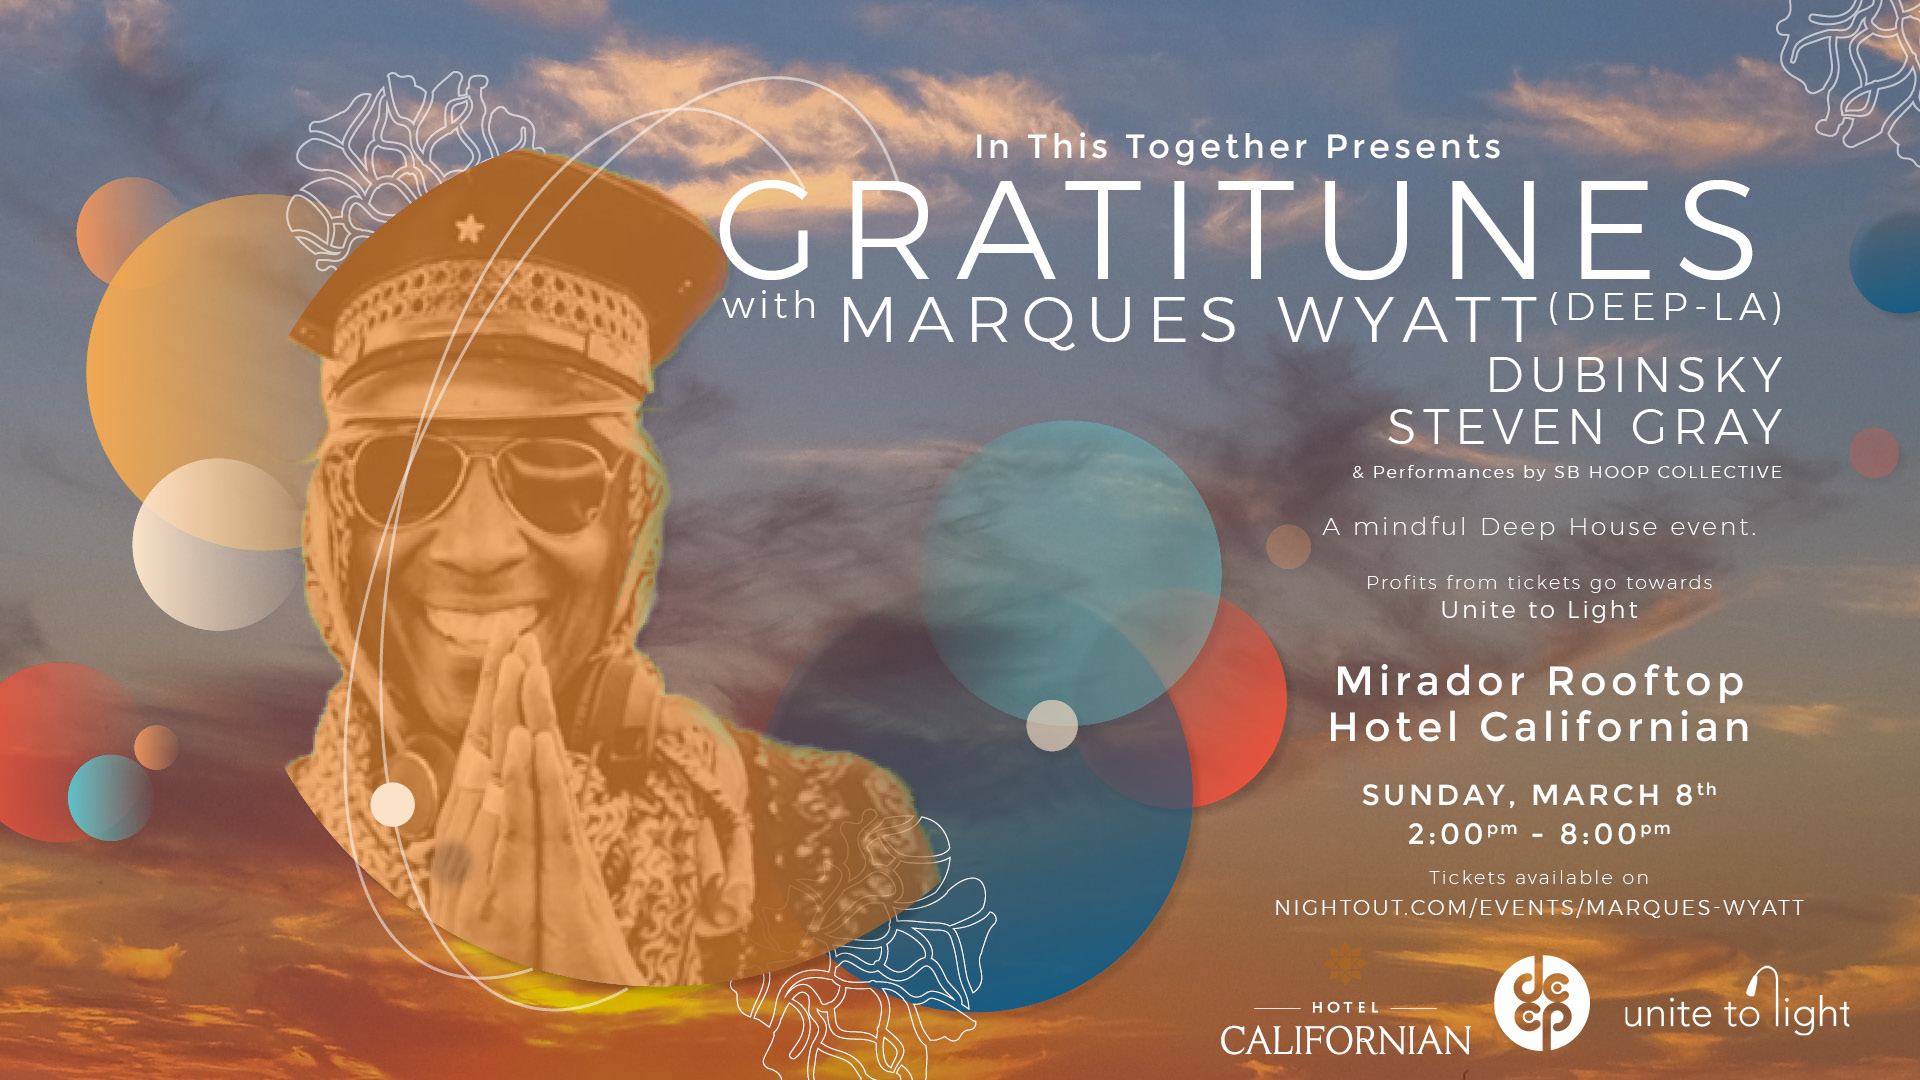 In This Together Presents
GRATITUNES
with MARQUES WYATT (DEEP-LA)
DUBINSKY
STEVEN GRAY
& Performances by SB HOOP COLLECTIVE
A mindful Deep House event.
Profits from tickets go towards
Unite to Light
Mirador Rooftop
Hotel Californian
SUNDAY, MARCH 8th
2:00pm - 8:00pm
Tickets available on
NIGHTOUT.COM/EVENTS/MARQUES-WYATT
HOTEL
CALIFORNIAN
deep
unite to light